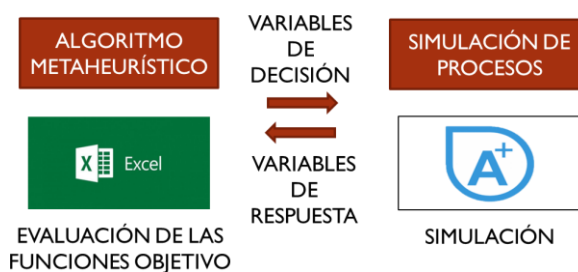 ALGORITMO
METAHEURÍSTICO
VARIABLES
DE
DECISIÓN
SIMULACIÓN DE
PROCESOS
X Excel
VARIABLES
DE
RESPUESTA
A+
EVALUACIÓN DE LAS
FUNCIONES OBJETIVO
SIMULACIÓN